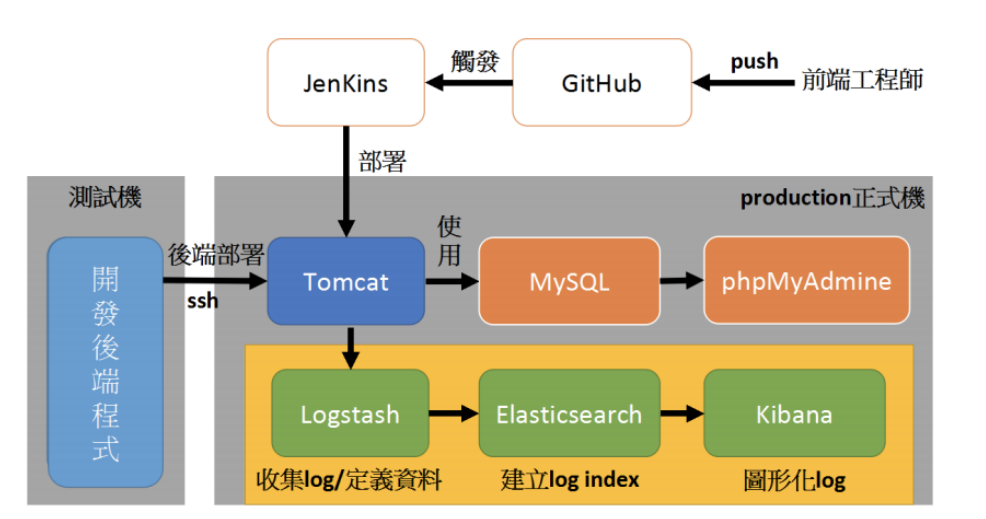 JenKins
觸發
GitHub
push
前端工程師
部署
測試機
production正式機
開發後端程式
後端部署
ssh
Tomcat
使用
MySQL
phpMyAdmine
Logstash
Elasticsearch
Kibana
收集log/定義資料
建立log index
圖形化log